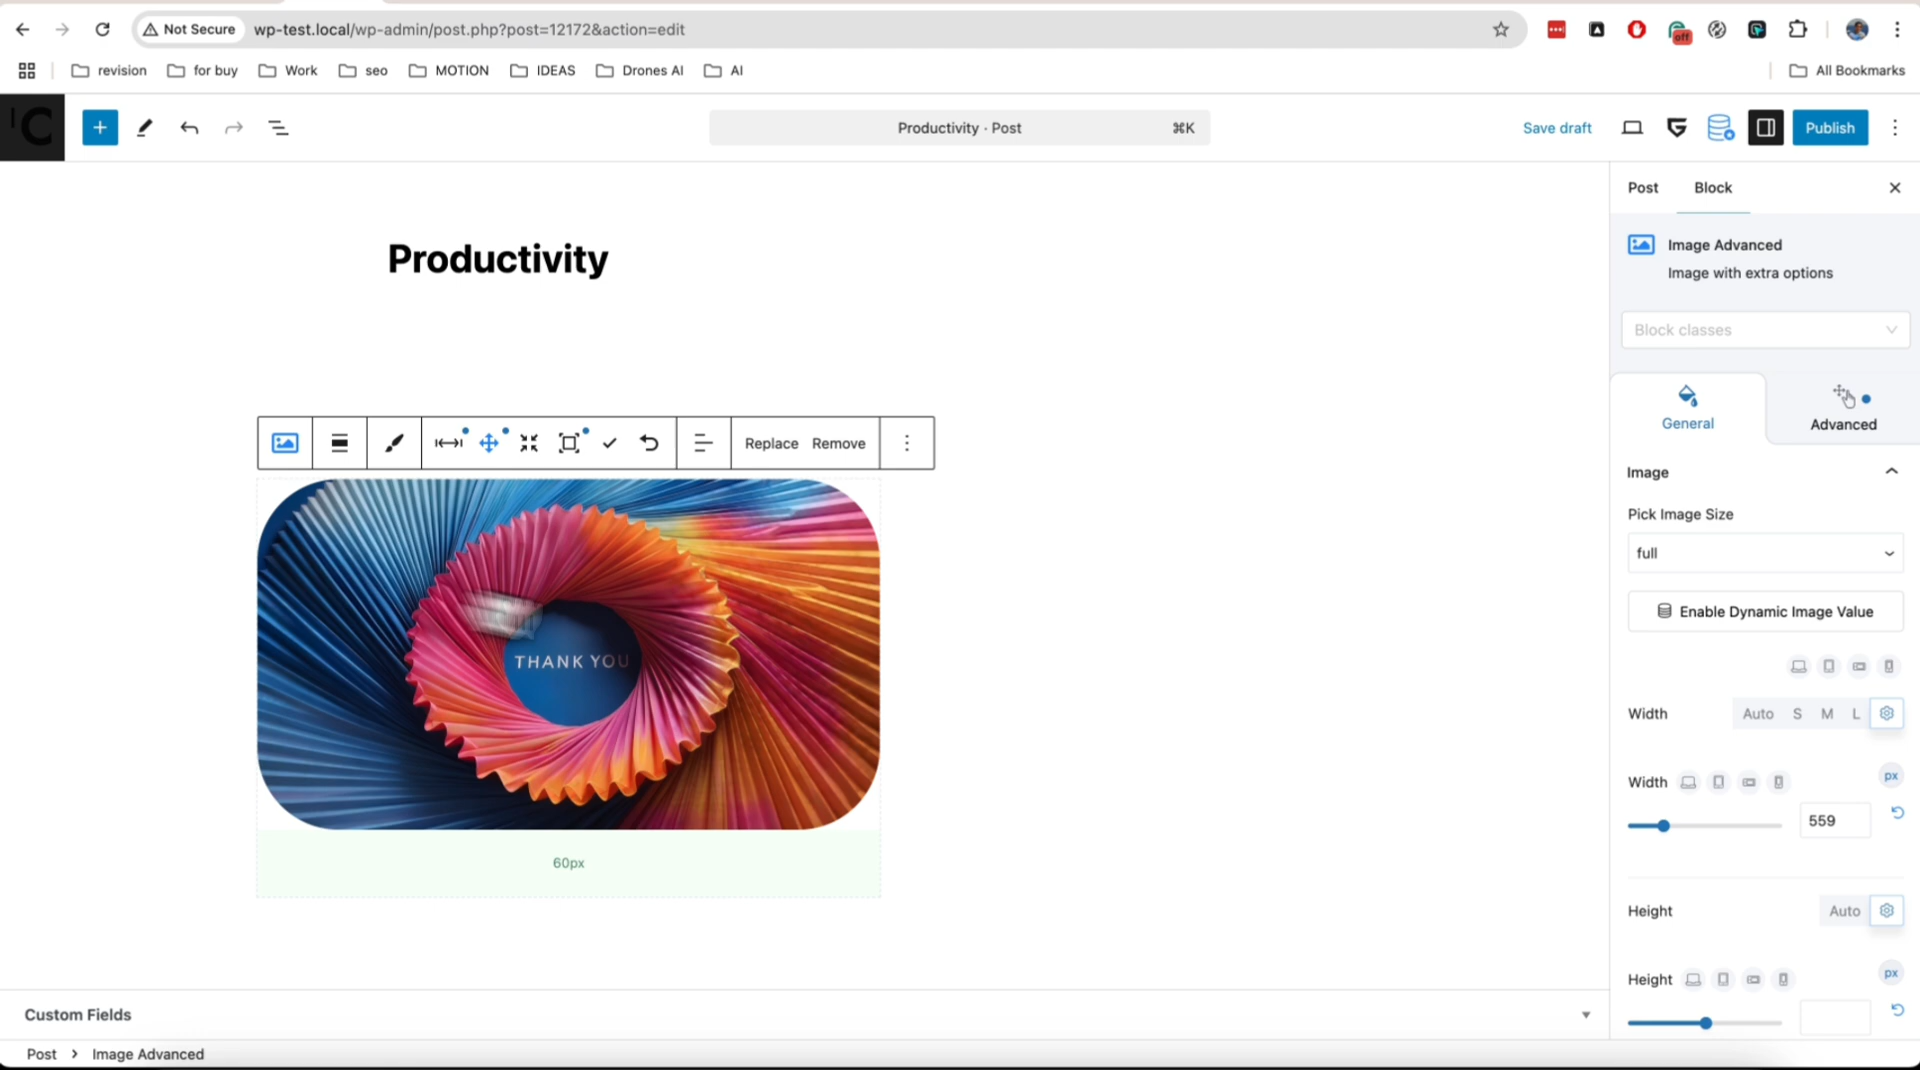 Not Secure wp-test.local/wp-admin/post.php?post=12172&action=edit
off
revision for buy Work seo MOTION IDEAS Drones AI AI All Bookmarks
C Productivity · Post ⌘K Save draft Publish
Post Block
Productivity
Image Advanced
Image with extra options
Block classes
General Advanced
Replace Remove
Image
Pick Image Size
full
Enable Dynamic Image Value
THANK YOU
Width Auto S M L
Width px
559
60px
Height Auto
Height px
Custom Fields
Post > Image Advanced